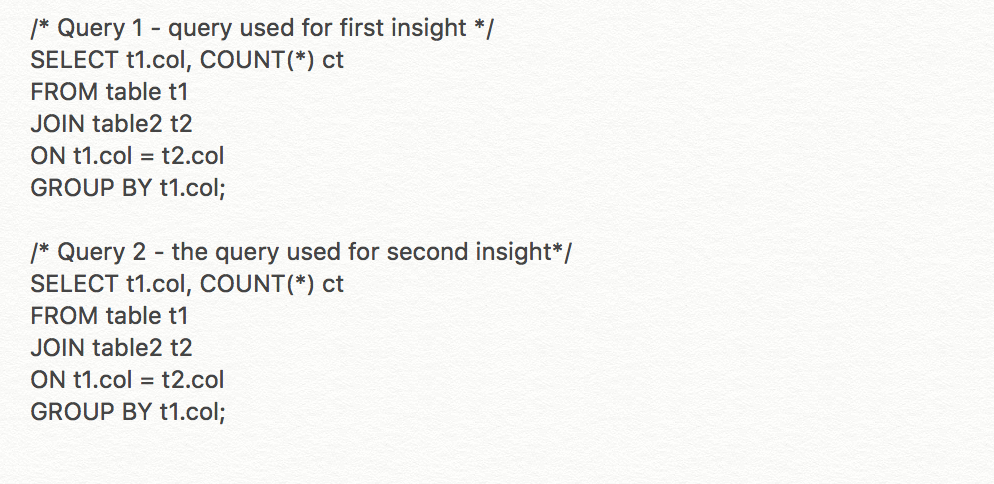 /* Query 1 - query used for first insight */
SELECT t1.col, COUNT(*) ct
FROM table t1
JOIN table2 t2
ON t1.col = t2.col
GROUP BY t1.col;

/* Query 2 - the query used for second insight*/
SELECT t1.col, COUNT(*) ct
FROM table t1
JOIN table2 t2
ON t1.col = t2.col
GROUP BY t1.col;